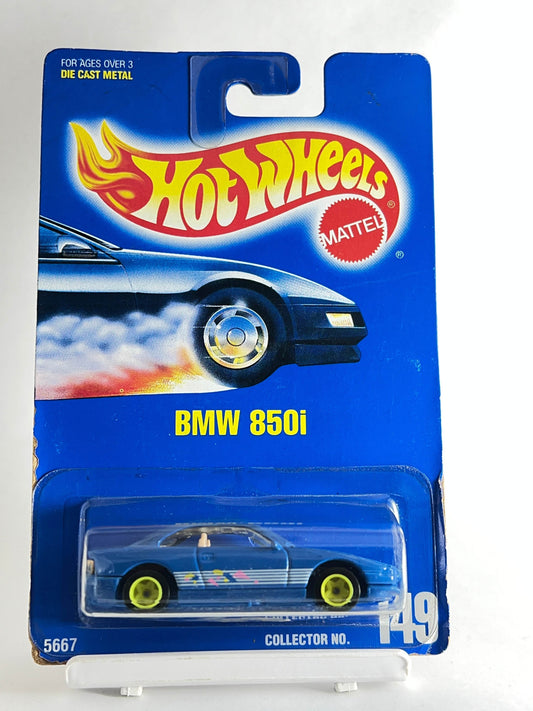 FOR AGES OVER 3
DIE CAST METAL
HOT WHEELS
®
MATTEL
®
BMW 850i
5667
COLLECTOR NO.
149